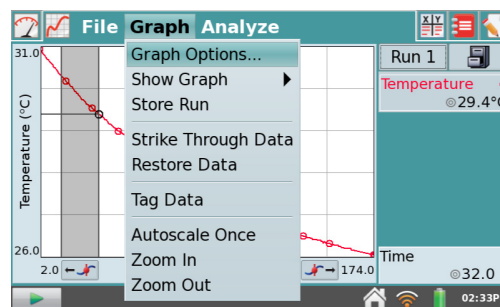 File Graph Analyze
X Y
Graph Options...
Show Graph
Store Run
Strike Through Data
Restore Data
Tag Data
Autoscale Once
Zoom In
Zoom Out
31.0
Temperature (°C)
26.0
2.0
174.0
Run 1
Temperature
29.4°
Time
32.0
02:33